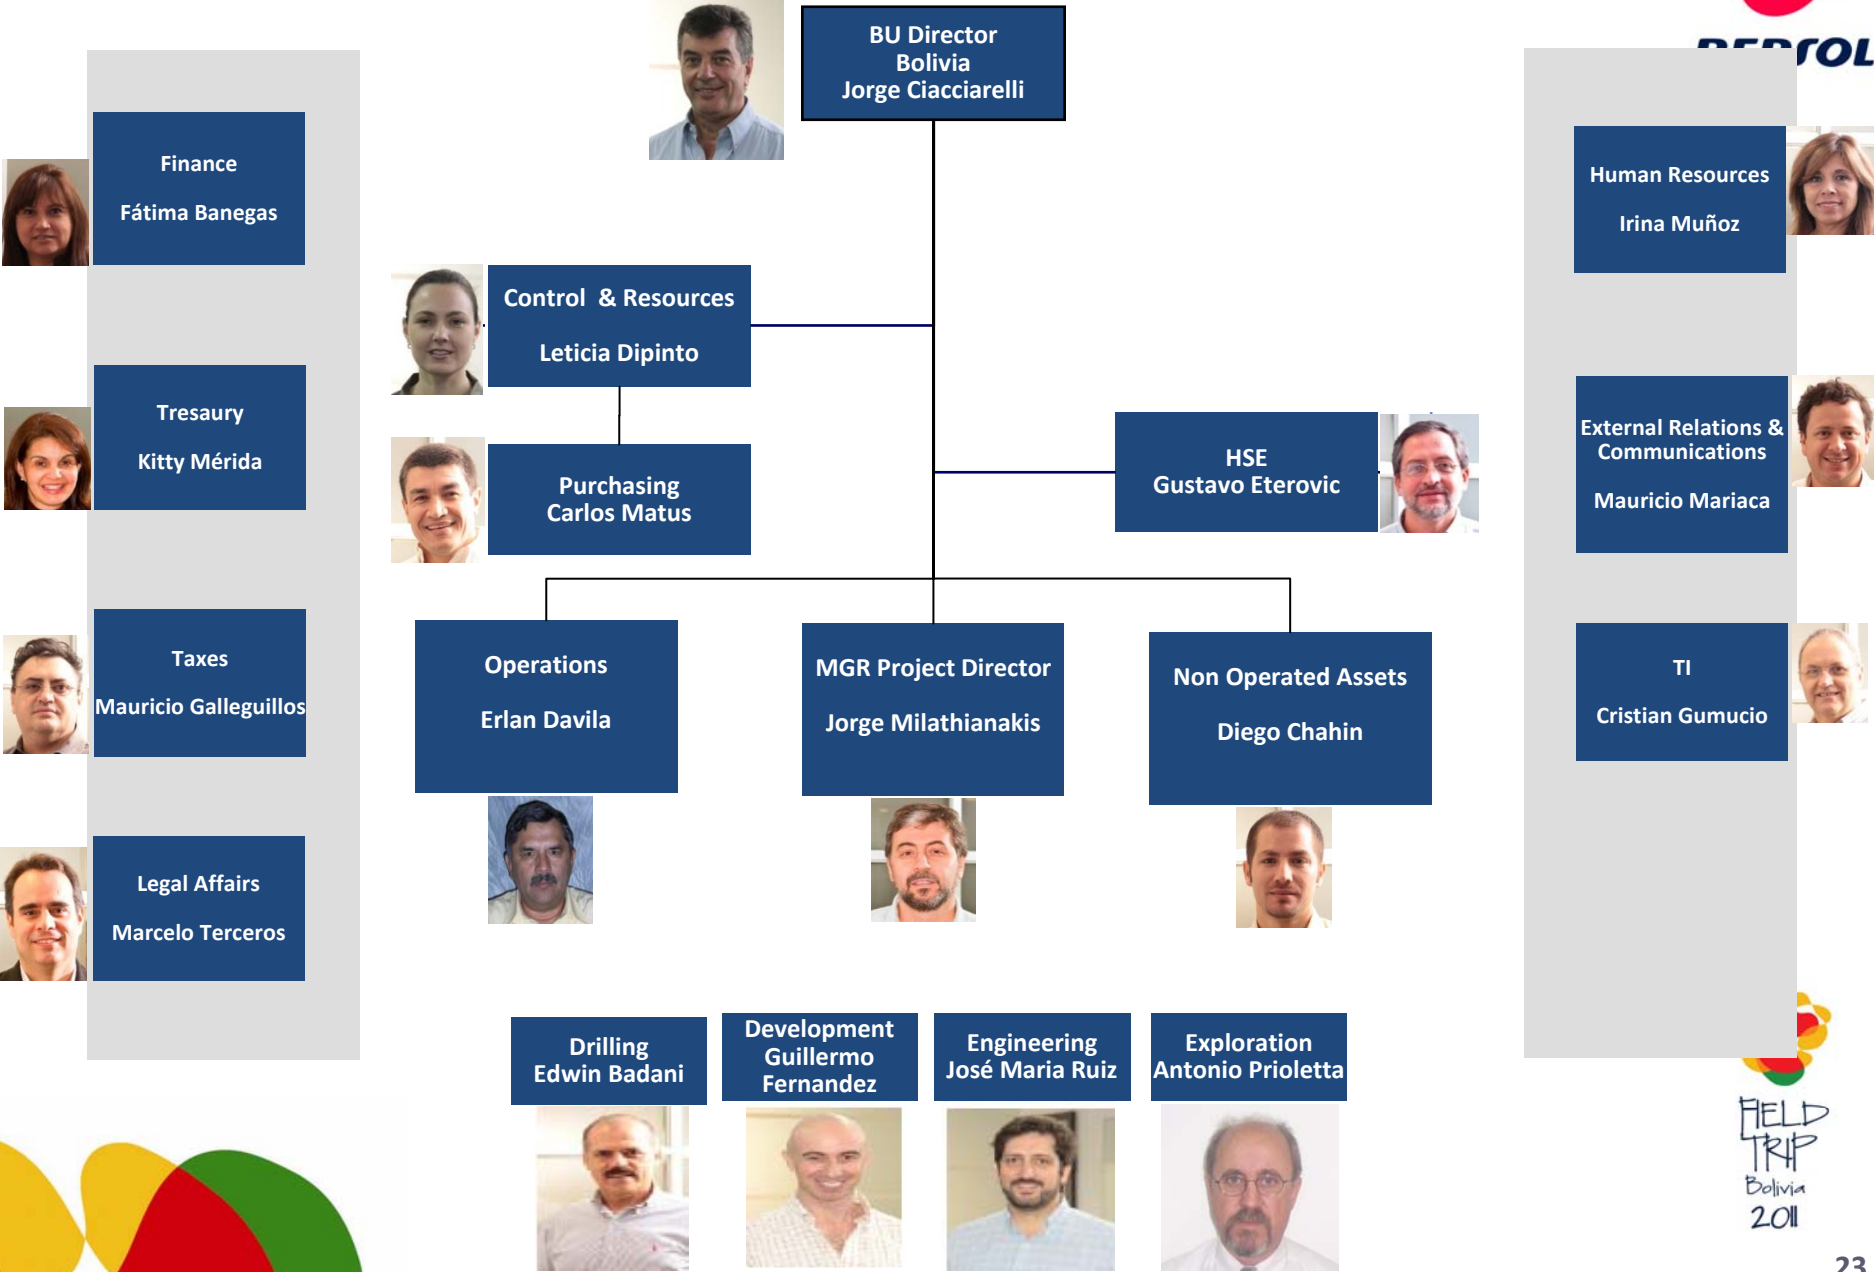 BU Director
Bolivia
Jorge Ciacciarelli
Finance
Fátima Banegas
Human Resources
Irina Muñoz
Control & Resources
Leticia Dipinto
Tresaury
Kitty Mérida
External Relations &
Communications
Mauricio Mariaca
Purchasing
Carlos Matus
HSE
Gustavo Eterovic
Taxes
Mauricio Galleguillos
Operations
Erlan Davila
MGR Project Director
Jorge Milathianakis
Non Operated Assets
Diego Chahin
TI
Cristian Gumucio
Legal Affairs
Marcelo Terceros
Drilling
Edwin Badani
Development
Guillermo
Fernandez
Engineering
José Maria Ruiz
Exploration
Antonio Prioletta
FIELD
TRIP
Bolivia
2011
23